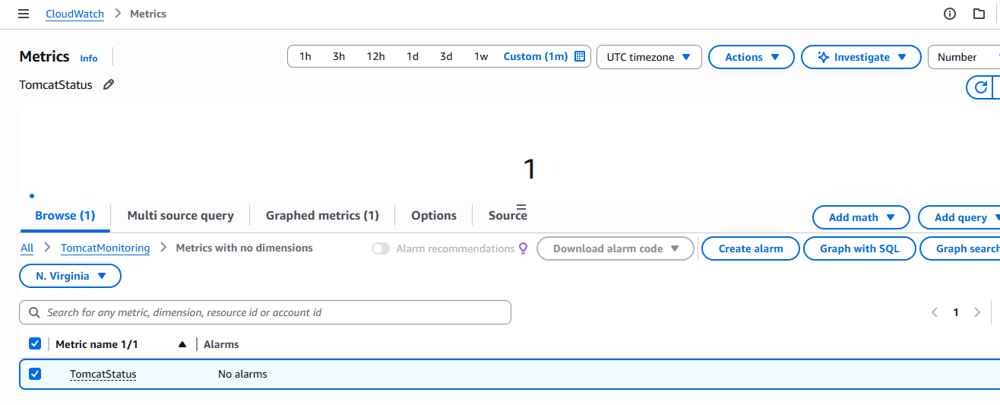 CloudWatch > Metrics
Metrics Info 1h 3h 12h 1d 3d 1w Custom (1m) UTC timezone Actions Investigate Number
TomcatStatus
1
Browse (1) Multi source query Graphed metrics (1) Options Source Add math Add query
All > TomcatMonitoring > Metrics with no dimensions Alarm recommendations Download alarm code Create alarm Graph with SQL Graph search
N. Virginia
Search for any metric, dimension, resource id or account id 1
Metric name 1/1 Alarms
TomcatStatus No alarms